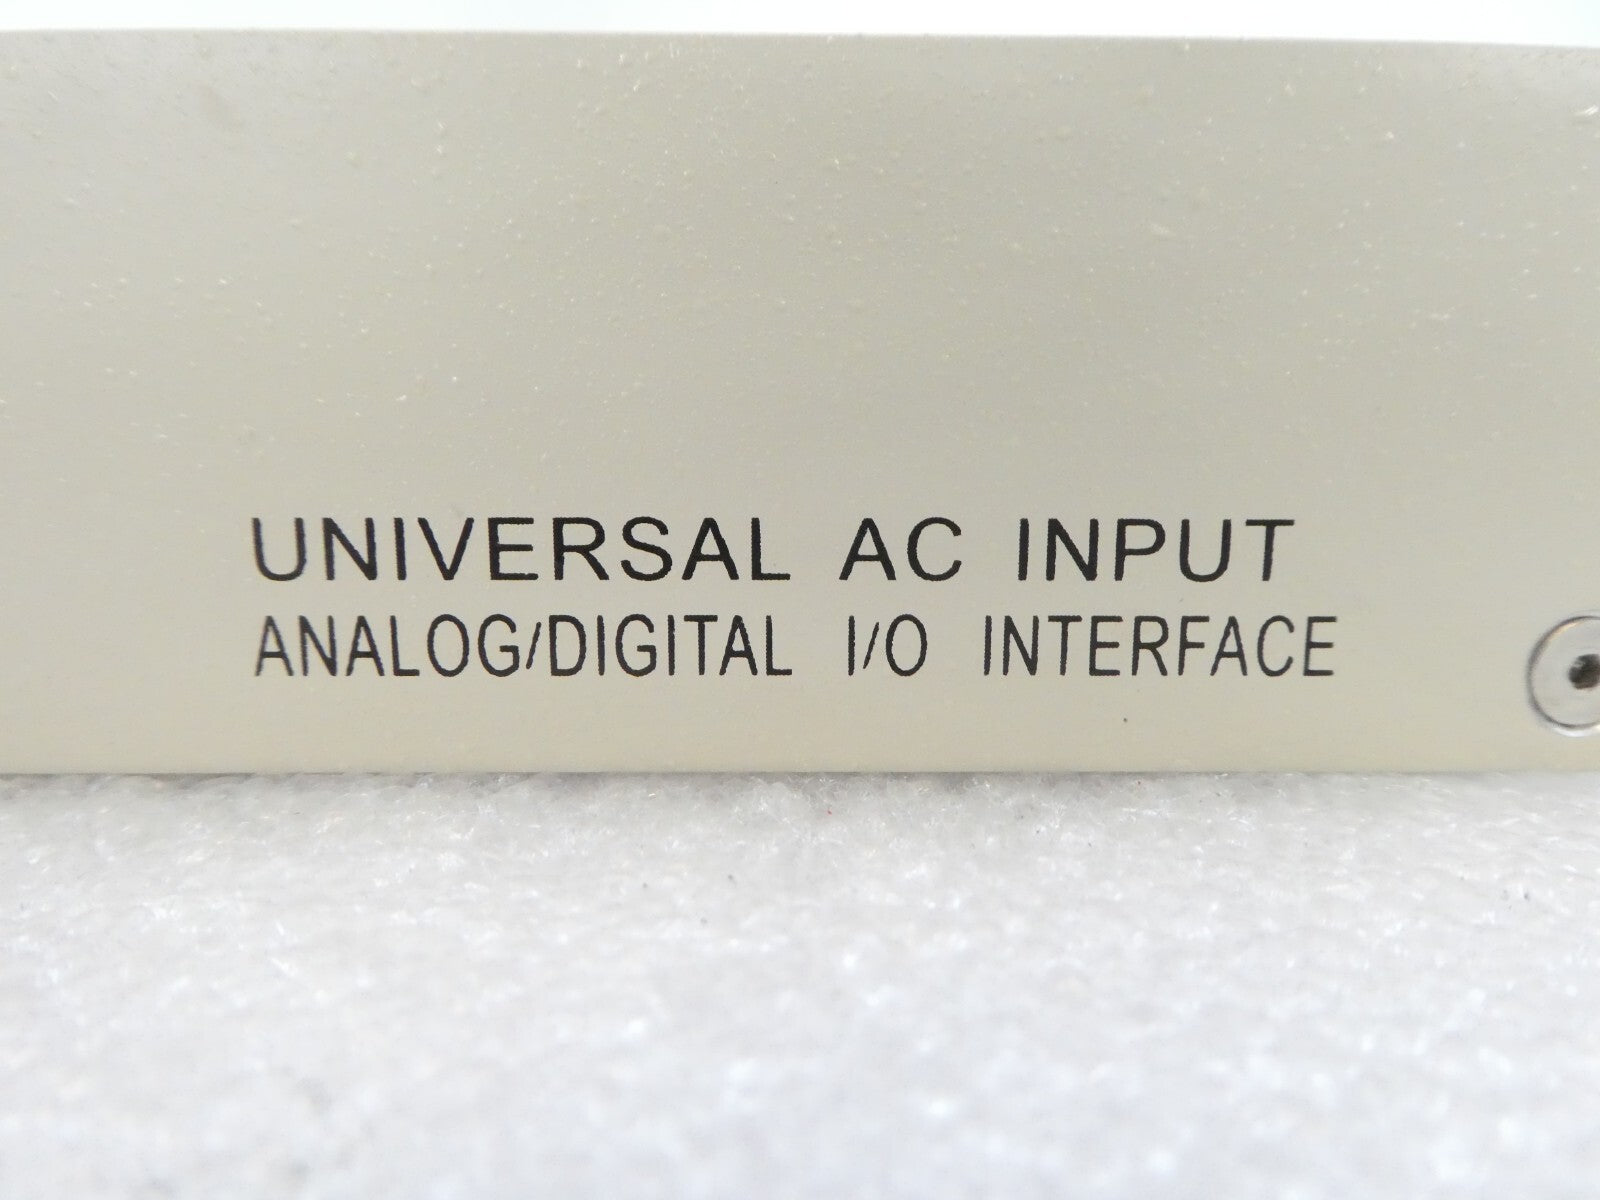 UNIVERSAL AC INPUT
ANALOG/DIGITAL I/O INTERFACE